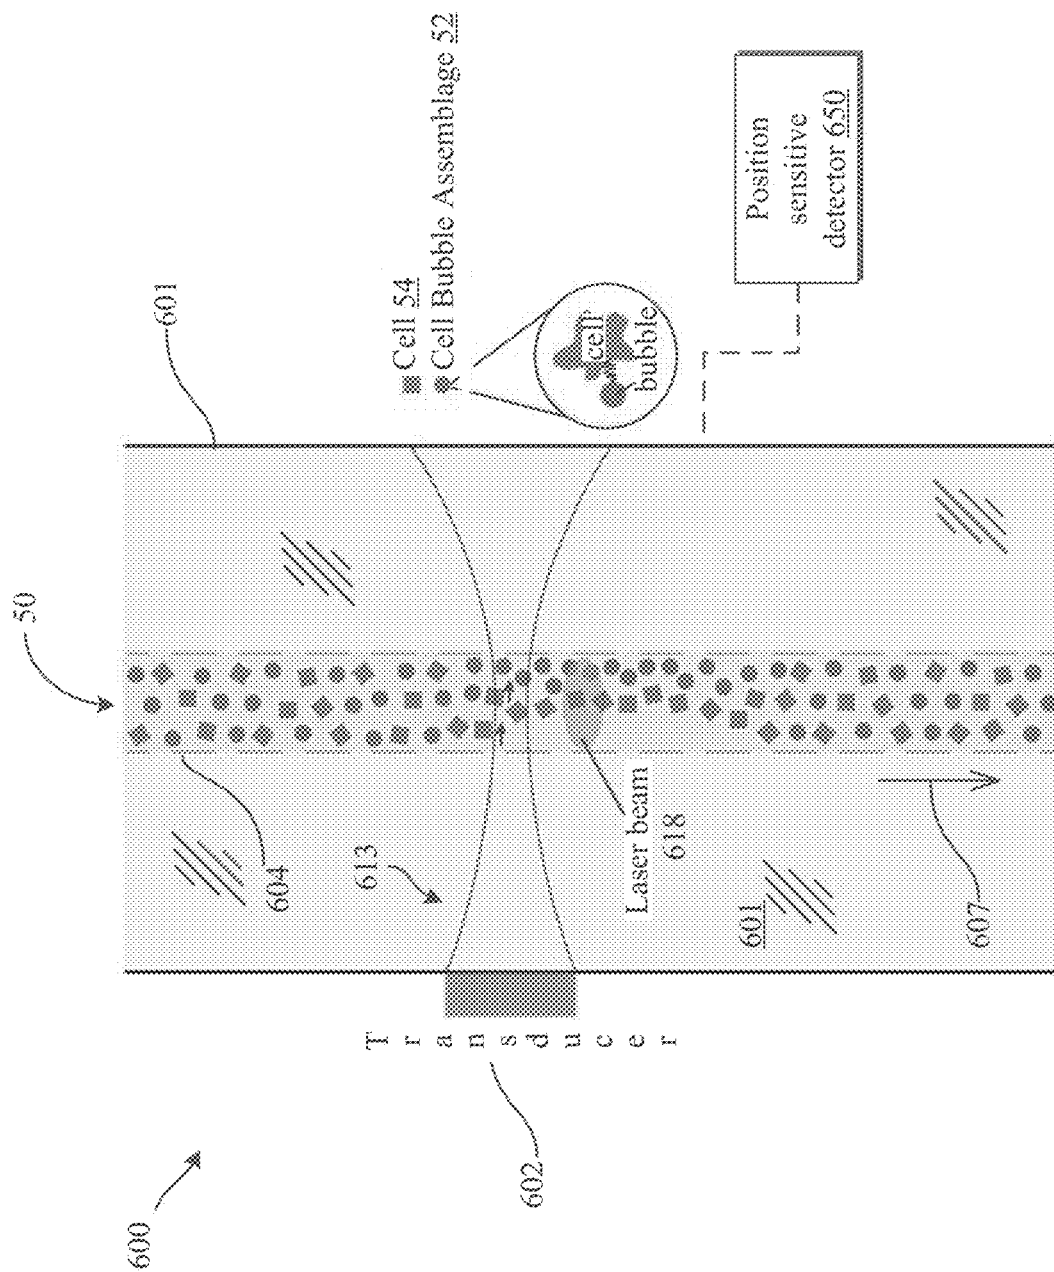 600
602
Transducer
50
604
613
Laser beam
618
601
607
601
Cell 54
Cell Bubble Assemblage 52
cell
bubble
Position
sensitive
detector 650